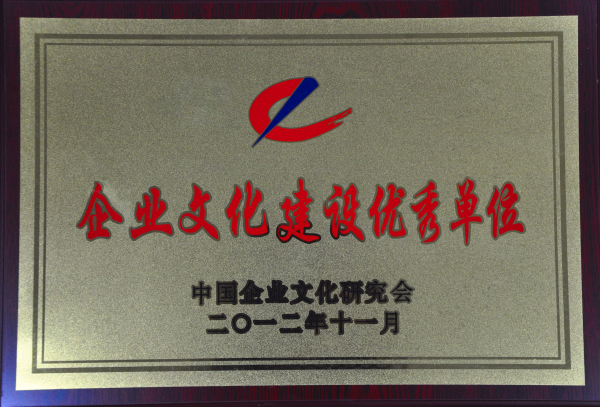 企业文化建设优秀单位
中国企业文化研究会
二〇一二年十一月